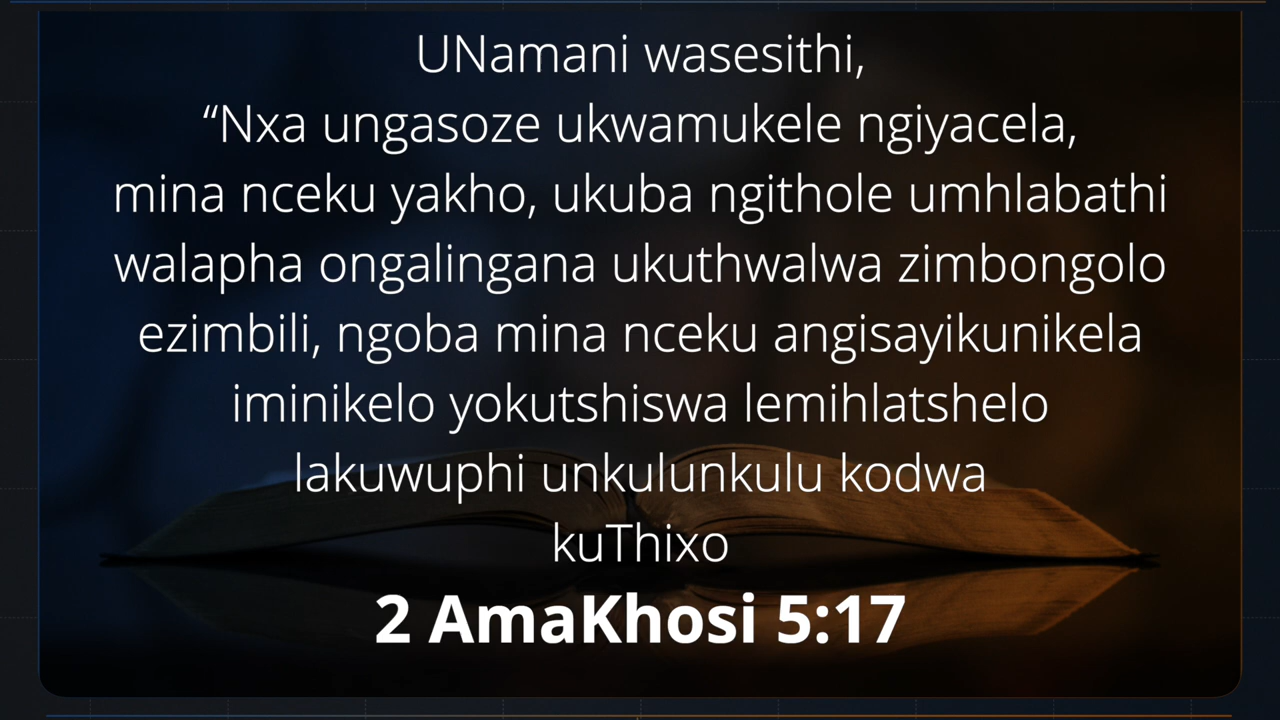 UNamani wasesithi,
“Nxa ungasoze ukwamukele ngiyacela,
mina nceku yakho, ukuba ngithole umhlabathi
walapha ongalingana ukuthwalwa zimbongolo
ezimbili, ngoba mina nceku angisayikunikela
iminikelo yokutshiswa lemihlatshelo
lakuwuphi unkulunkulu kodwa
kuThixo
2 AmaKhosi 5:17